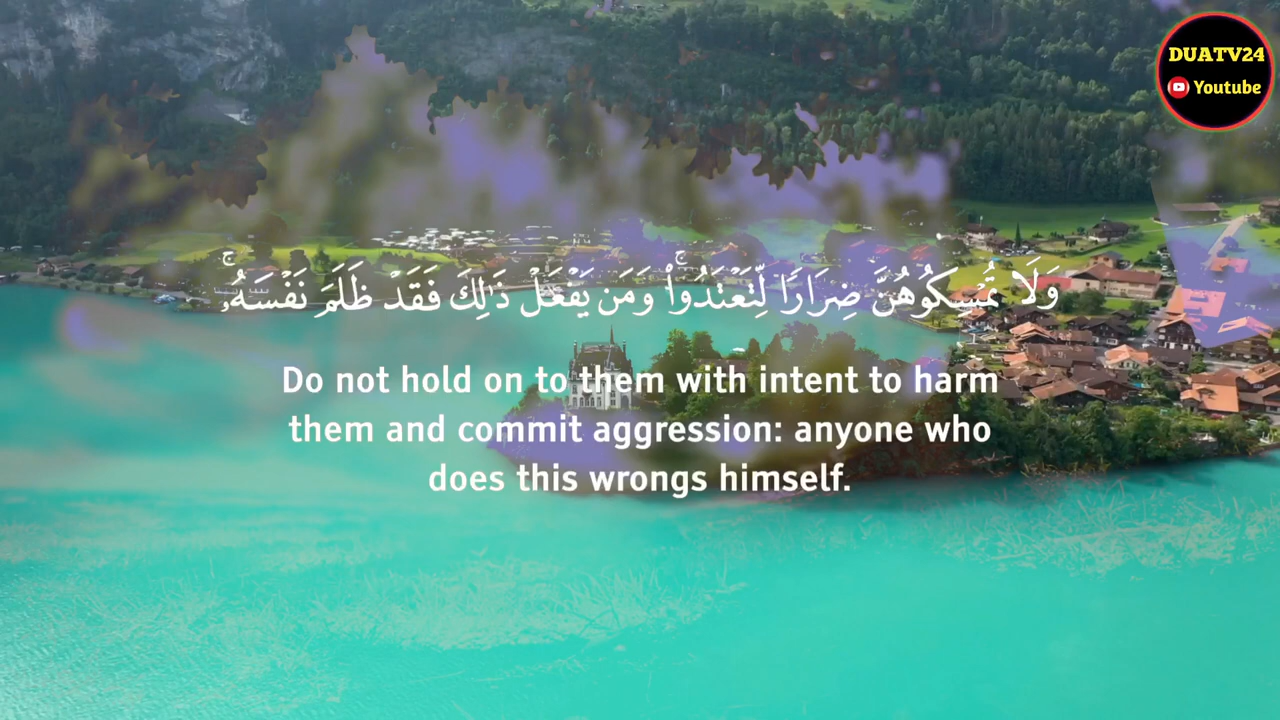 DUATV24
Youtube
وَلَا تُمْسِكُوهُنَّ ضِرَارًا لِّتَعْتَدُوا۟ ۚ وَمَن يَفْعَلْ ذَٰلِكَ فَقَدْ ظَلَمَ نَفْسَهُۥ ۚ
Do not hold on to them with intent to harm
them and commit aggression: anyone who
does this wrongs himself.